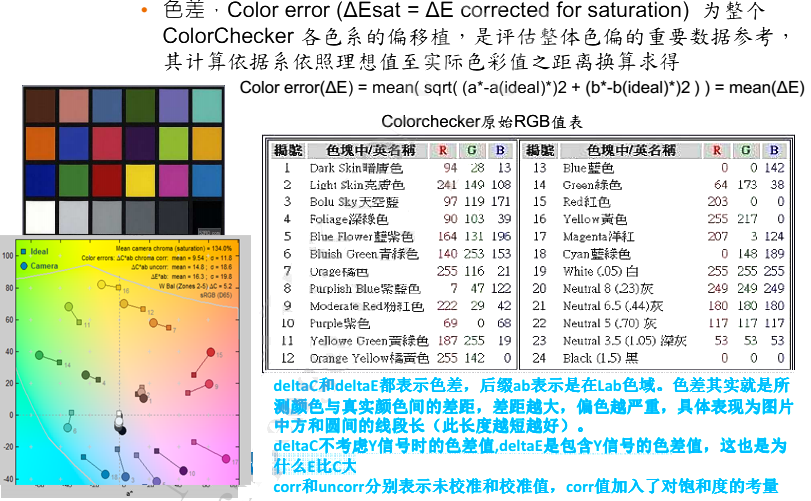 • 色差，Color error (ΔEsat = ΔE corrected for saturation) 为整个
ColorChecker 各色系的偏移植，是评估整体色偏的重要数据参考，
其计算依据系依照理想值至实际色彩值之距离换算求得
Color error(ΔE) = mean( sqrt( (a*-a(ideal)*)2 + (b*-b(ideal)*)2 ) ) = mean(ΔE)
Colorchecker原始RGB值表
編號 色塊中/英名稱 R G B 編號 色塊中/英名稱 R G B
1 Dark Skin暗膚色 94 28 13 13 Blue藍色 0 0 142
2 Light Skin亮膚色 241 149 108 14 Green綠色 64 173 38
3 Bolu Sky天空藍 97 119 171 15 Red紅色 203 0 0
4 Foliage深綠色 90 103 39 16 Yellow黃色 255 217 0
5 Blue Flower藍紫色 164 131 196 17 Magenta洋紅 207 3 124
6 Bluish Green青綠色 140 253 153 18 Cyan藍綠色 0 148 189
7 Orage橘色 255 116 21 19 White (.05) 白 255 255 255
8 Purplish Blue紫藍色 7 47 122 20 Neutral 8 (.23)灰 249 249 249
9 Moderate Red粉紅色 222 29 42 21 Neutral 6.5 (.44)灰 180 180 180
10 Purple紫色 69 0 68 22 Neutral 5 (.70) 灰 117 117 117
11 Yellowe Green黃綠色 187 255 19 23 Neutral 3.5 (1.05) 深灰 53 53 53
12 Orange Yellow橘黃色 255 142 0 24 Black (1.5) 黑 0 0 0
Ideal
Camera
Mean camera chroma (saturation) = 134.0%
Color errors: ΔC*ab chroma corr: mean = 9.54 ; σ = 11.8
ΔC*ab uncorr: mean = 14.8 ; σ = 18.6
ΔE*ab: mean = 16.3 ; σ = 19.8
W Bal (Zones 2-5) ΔC = 5.2
sRGB (D65)
100
80
60
40
20
0
-20
-40
-60 -40 -20 0 20 40 60
a*
deltaC和deltaE都表示色差，后缀ab表示是在Lab色域。色差其实就是所
测颜色与真实颜色间的差距，差距越大，偏色越严重，具体表现为图片
中方和圆间的线段长（此长度越短越好）。
deltaC不考虑Y信号时的色差值,deltaE是包含Y信号的色差值，这也是为
什么E比C大
corr和uncorr分别表示未校准和校准值，corr值加入了对饱和度的考量